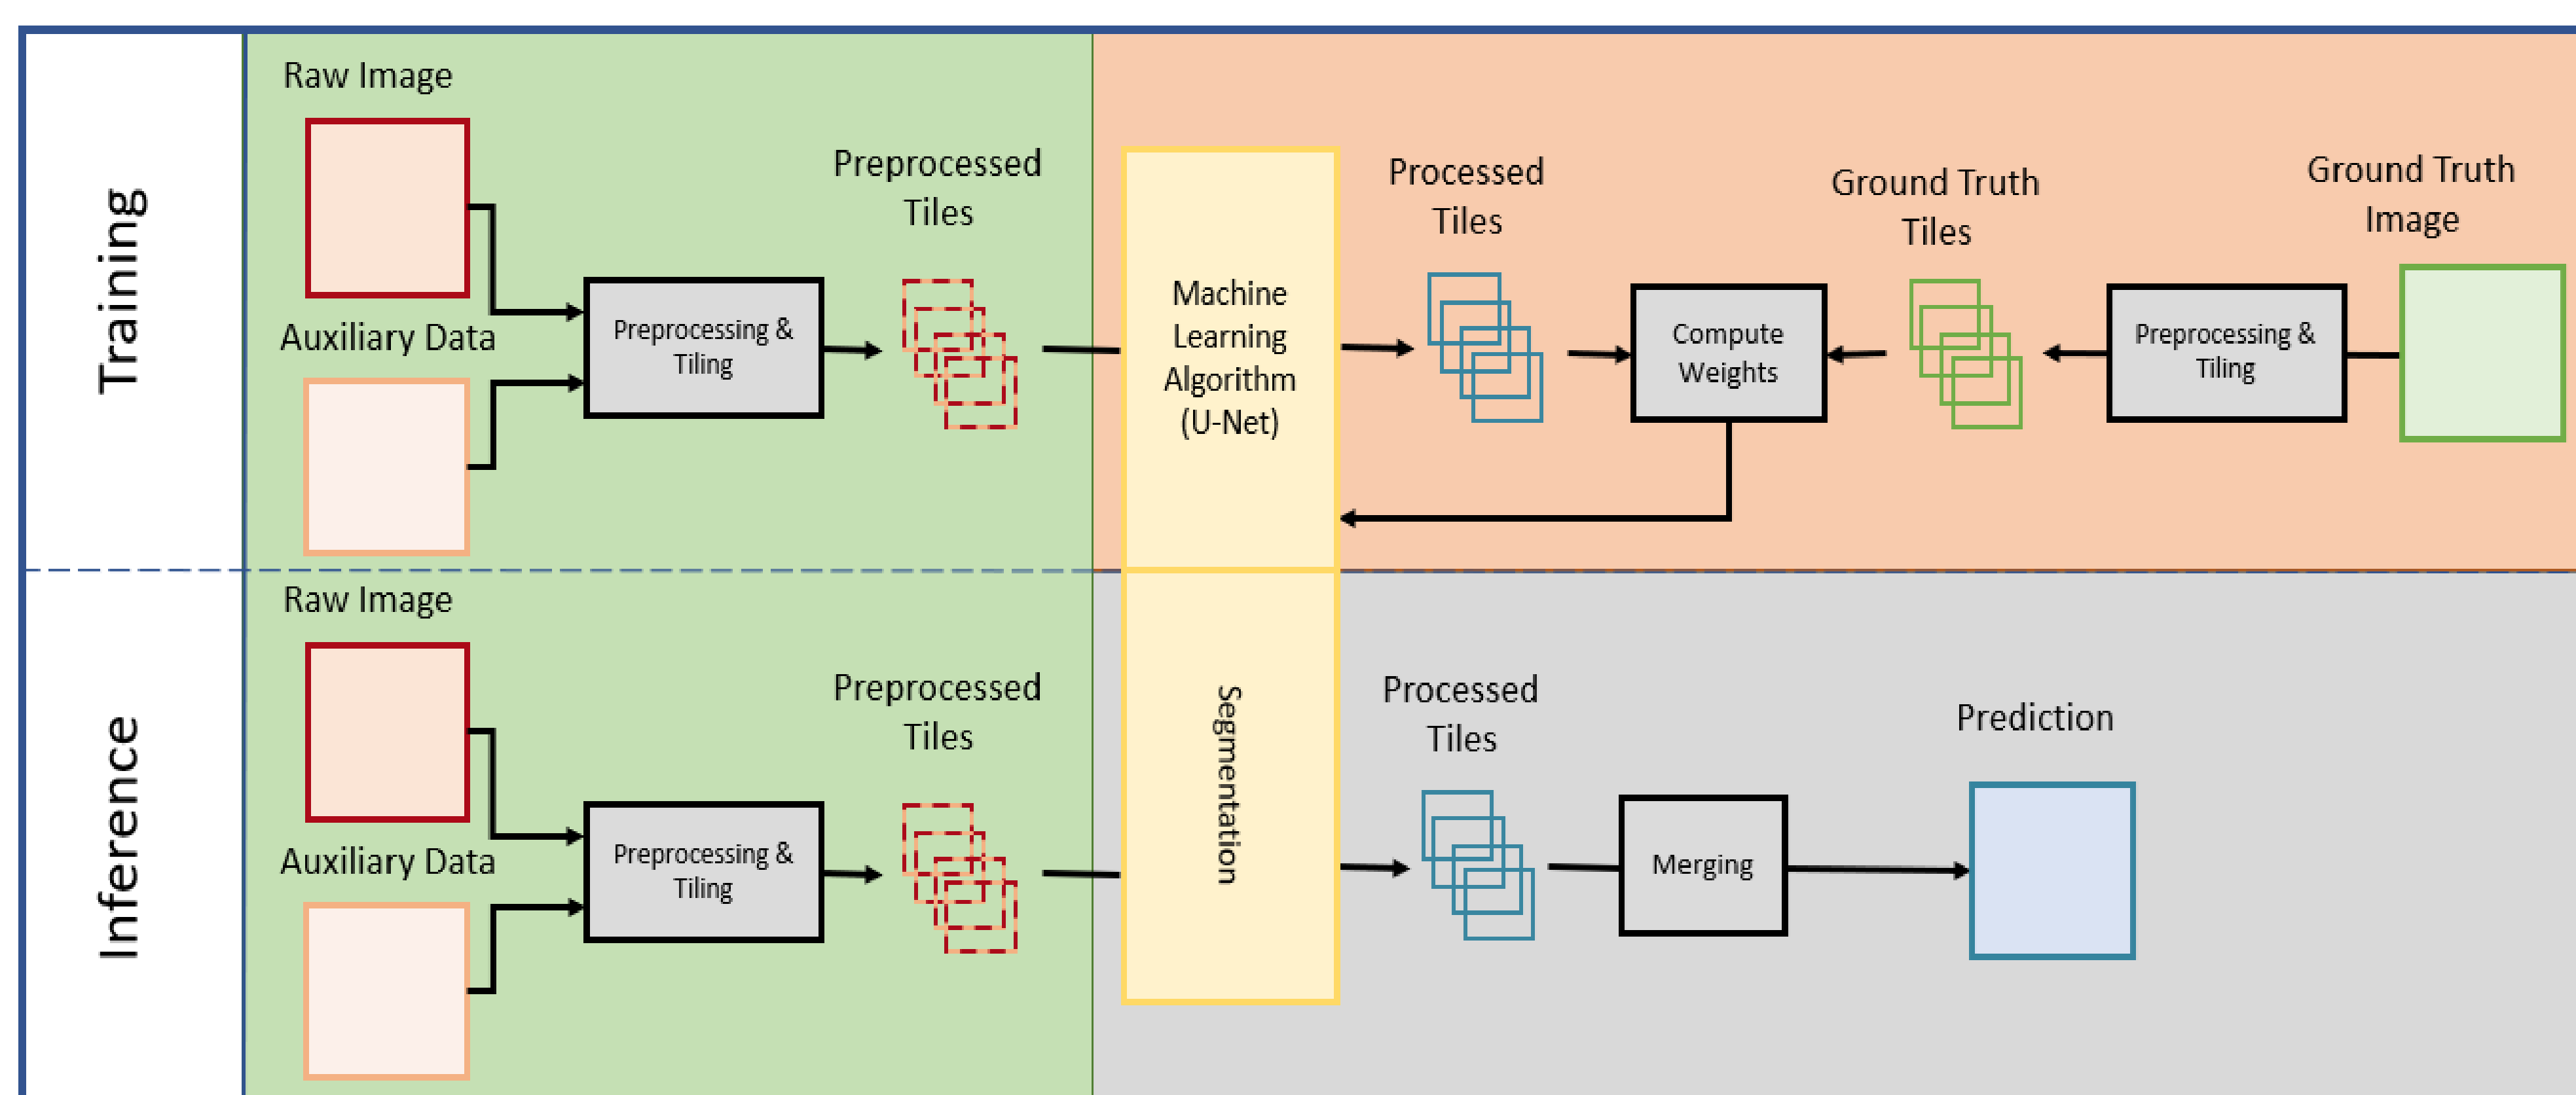 Training
Raw Image
Auxiliary Data
Preprocessing &
Tiling
Preprocessed
Tiles
Machine
Learning
Algorithm
(U-Net)
Processed
Tiles
Compute
Weights
Ground Truth
Tiles
Preprocessing &
Tiling
Ground Truth
Image
Inference
Raw Image
Auxiliary Data
Preprocessing &
Tiling
Preprocessed
Tiles
Segmentation
Processed
Tiles
Merging
Prediction